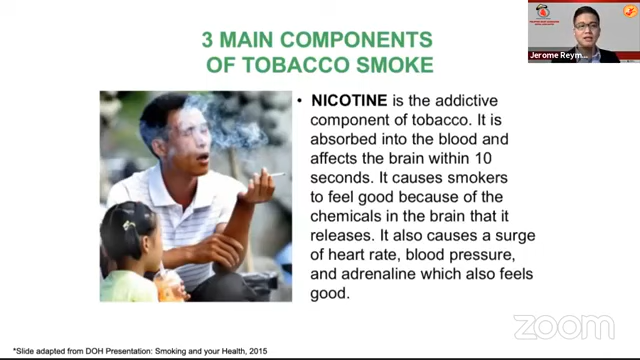 3 MAIN COMPONENTS
OF TOBACCO SMOKE
• NICOTINE is the addictive
component of tobacco. It is
absorbed into the blood and
affects the brain within 10
seconds. It causes smokers
to feel good because of the
chemicals in the brain that it
releases. It also causes a surge
of heart rate, blood pressure,
and adrenaline which also feels
good.
*Slide adapted from DOH Presentation: Smoking and your Health, 2015
Jerome Reym...
zoom